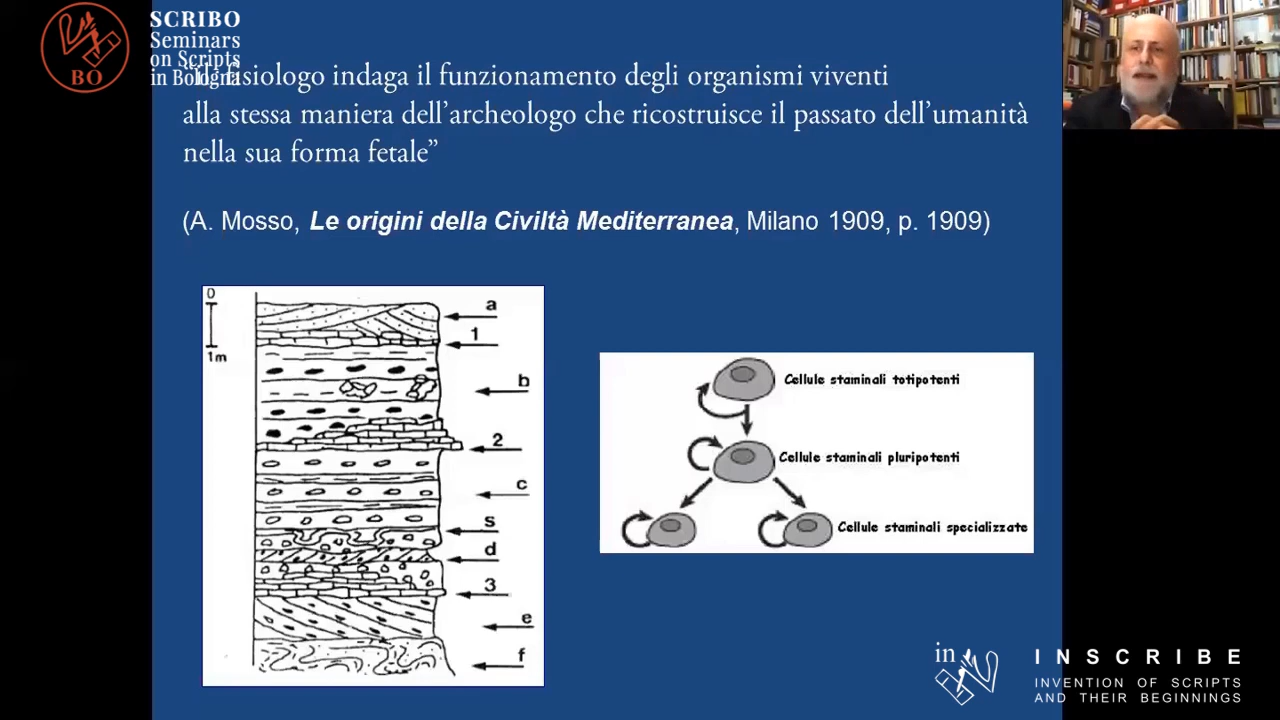 SCRIBO
Seminars
on Scripts
in Bologna
BO
fisiologo indaga il funzionamento degli organismi viventi
alla stessa maniera dell’archeologo che ricostruisce il passato dell’umanità
nella sua forma fetale”
(A. Mosso, Le origini della Civiltà Mediterranea, Milano 1909, p. 1909)
0
1m
a
1
b
2
c
s
d
3
e
f
Cellule staminali totipotenti
Cellule staminali pluripotenti
Cellule staminali specializzate
in
INSCRIBE
INVENTION OF SCRIPTS
AND THEIR BEGINNINGS